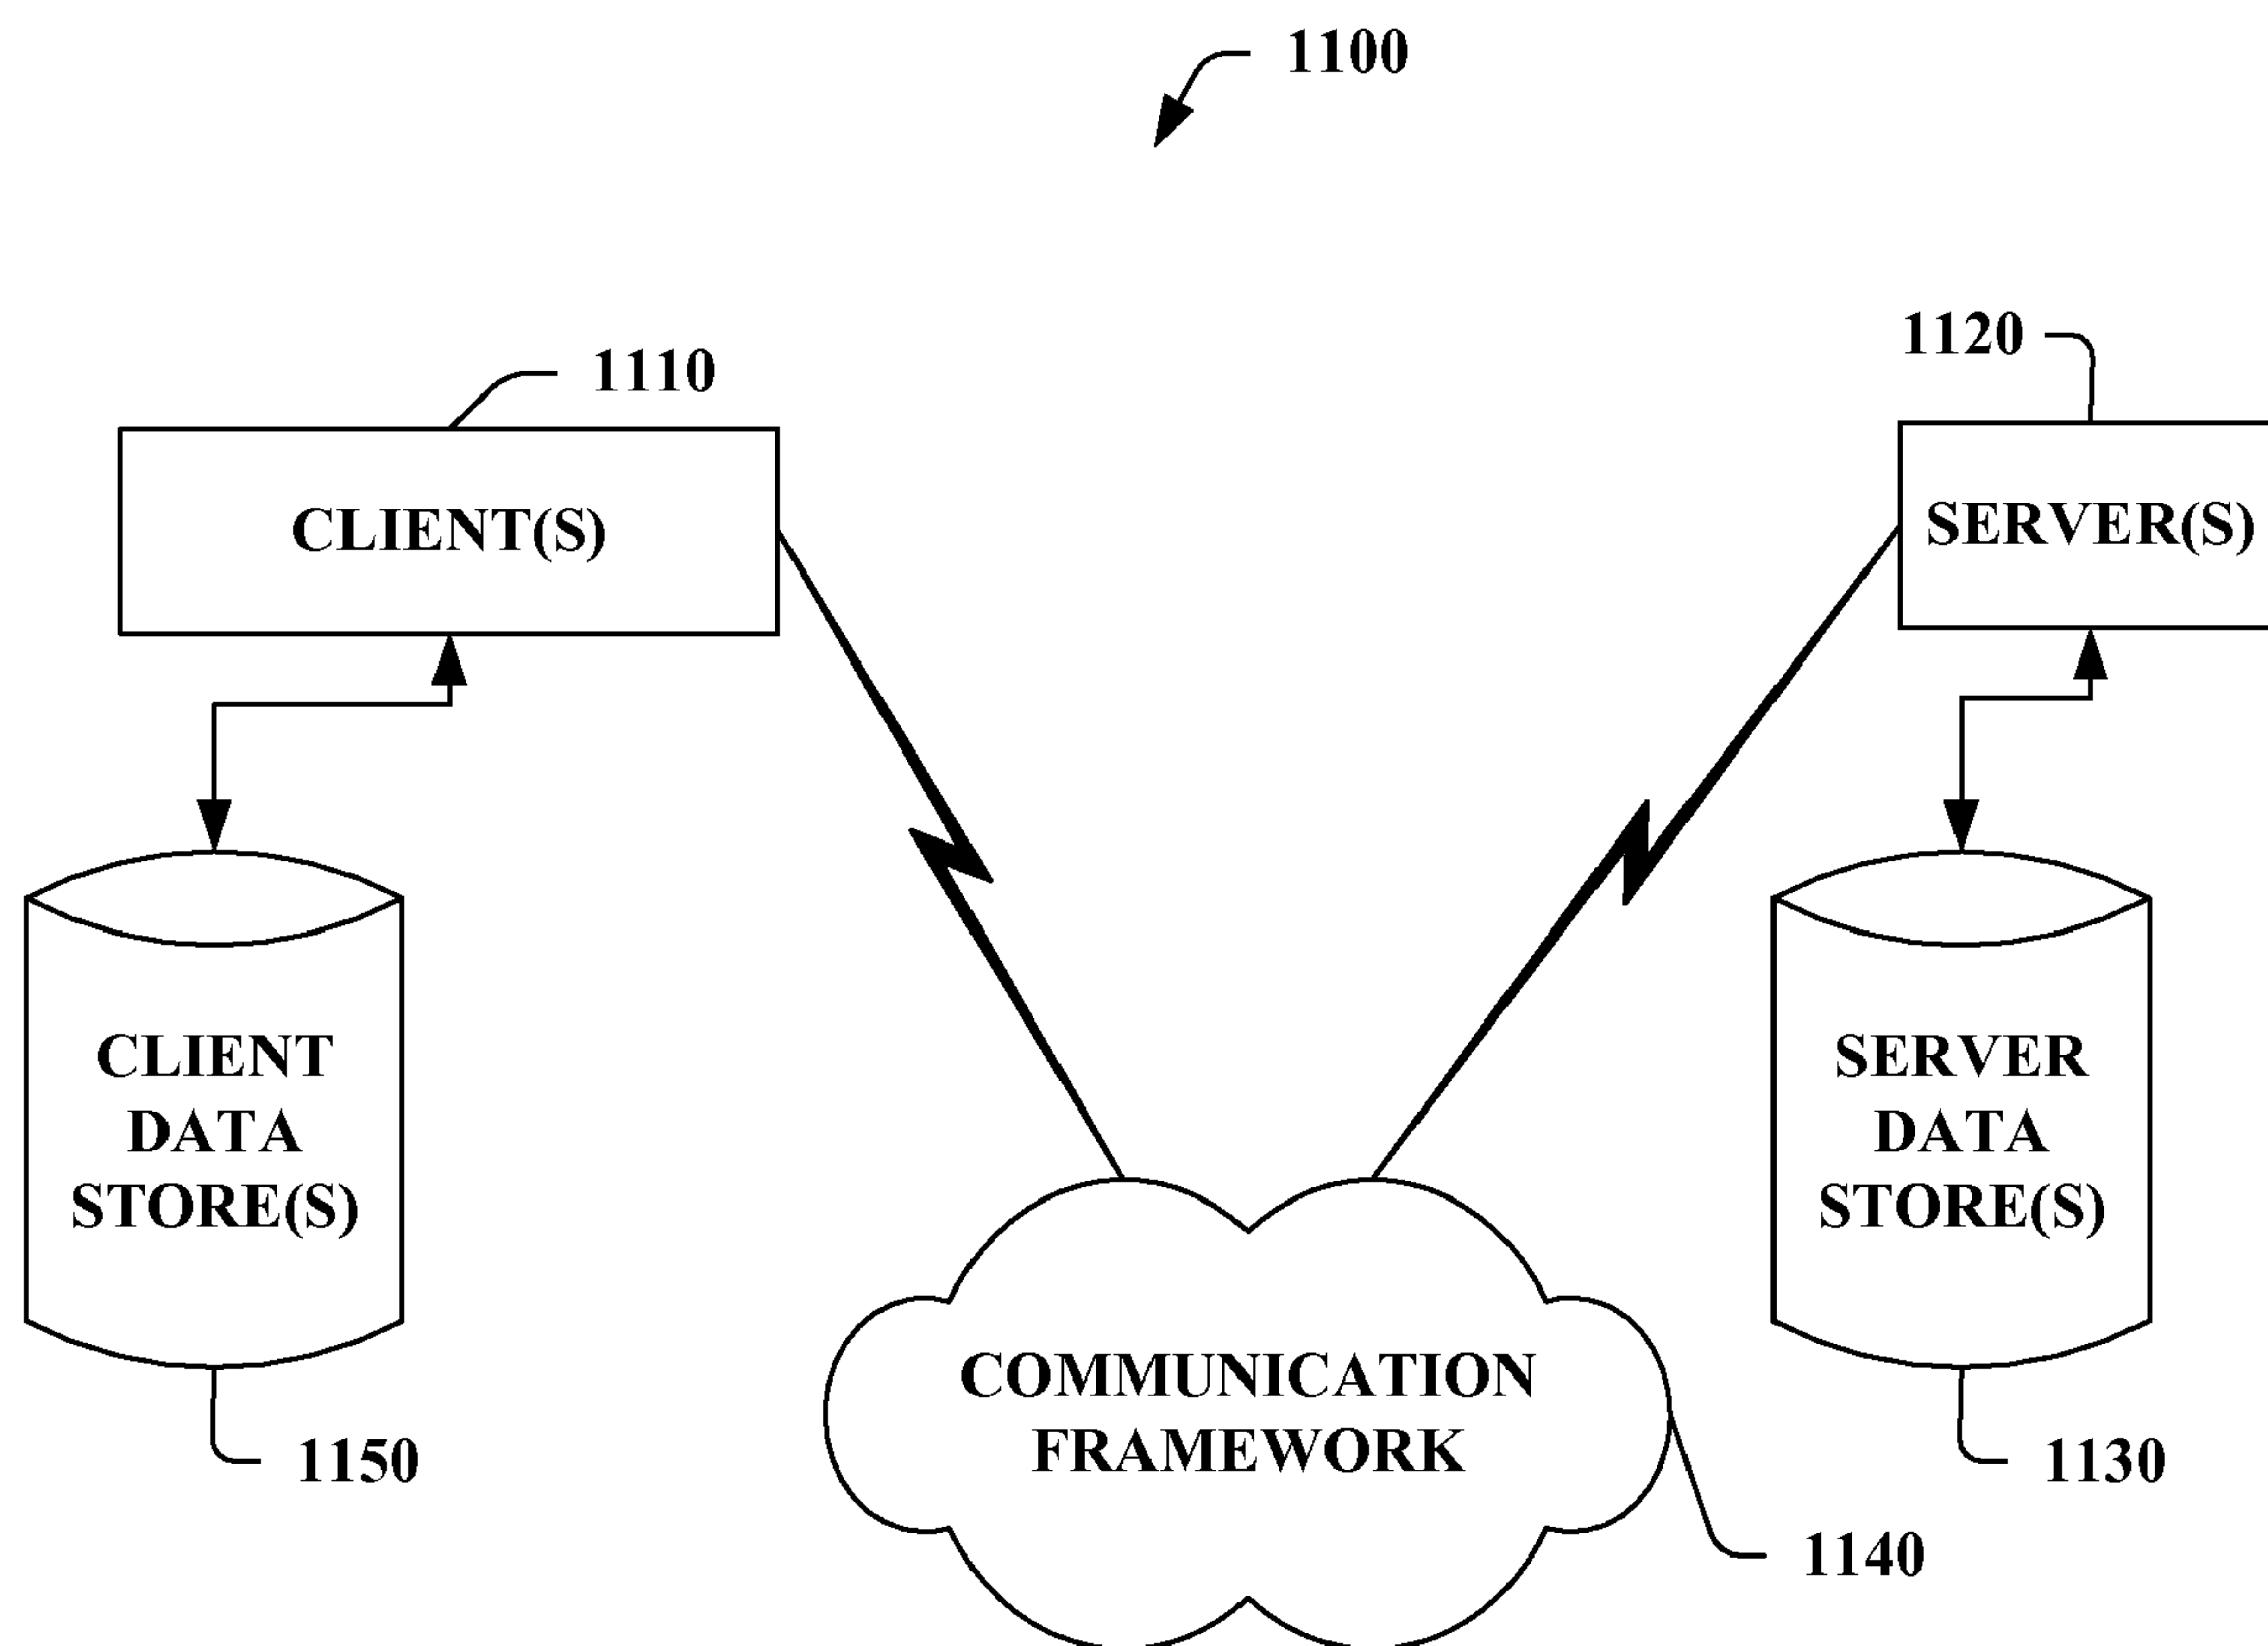 1100
1110
1120
CLIENT(S)
SERVER(S)
CLIENT
DATA
STORE(S)
SERVER
DATA
STORE(S)
COMMUNICATION
FRAMEWORK
1150
1130
1140